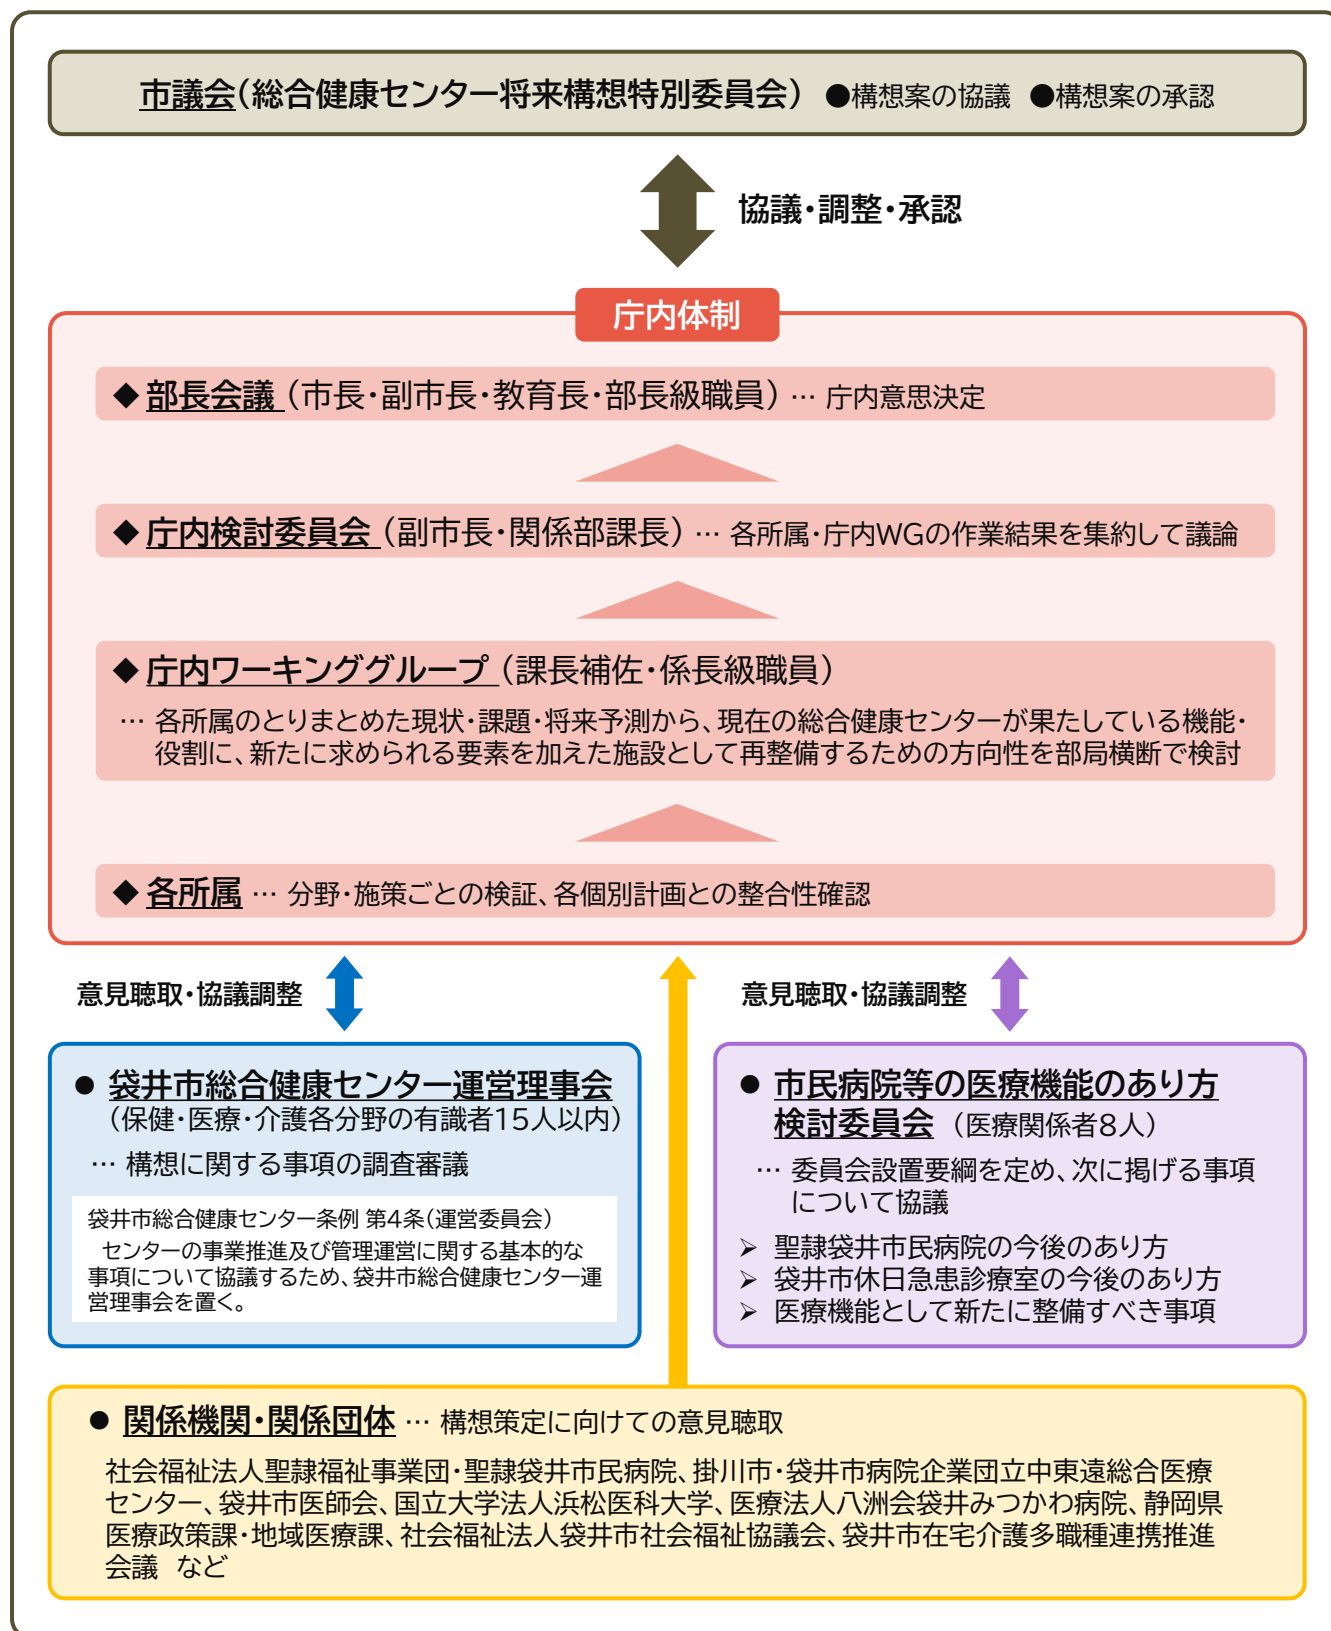 市議会(総合健康センター将来構想特別委員会) ●構想案の協議 ●構想案の承認
協議・調整・承認
庁内体制
◆ 部長会議(市長・副市長・教育長・部長級職員) … 庁内意思決定
◆ 庁内検討委員会(副市長・関係部課長) … 各所属・庁内WGの作業結果を集約して議論
◆ 庁内ワーキンググループ(課長補佐・係長級職員)
… 各所属のとりまとめた現状・課題・将来予測から、現在の総合健康センターが果たしている機能・
役割に、新たに求められる要素を加えた施設として再整備するための方向性を部局横断で検討
◆ 各所属 … 分野・施策ごとの検証、各個別計画との整合性確認
意見聴取・協議調整
意見聴取・協議調整
● 袋井市総合健康センター運営理事会
(保健・医療・介護各分野の有識者15人以内)
… 構想に関する事項の調査審議
袋井市総合健康センター条例 第4条(運営委員会)
センターの事業推進及び管理運営に関する基本的な
事項について協議するため、袋井市総合健康センター運
営理事会を置く。
● 市民病院等の医療機能のあり方
検討委員会 (医療関係者8人)
… 委員会設置要綱を定め、次に掲げる事項
について協議
➢ 聖隷袋井市民病院の今後のあり方
➢ 袋井市休日急患診療室の今後のあり方
➢ 医療機能として新たに整備すべき事項
● 関係機関・関係団体 … 構想策定に向けての意見聴取
社会福祉法人聖隷福祉事業団・聖隷袋井市民病院、掛川市・袋井市病院企業団立中東遠総合医療
センター、袋井市医師会、国立大学法人浜松医科大学、医療法人八洲会袋井みつかわ病院、静岡県
医療政策課・地域医療課、社会福祉法人袋井市社会福祉協議会、袋井市在宅介護多職種連携推進
会議 など